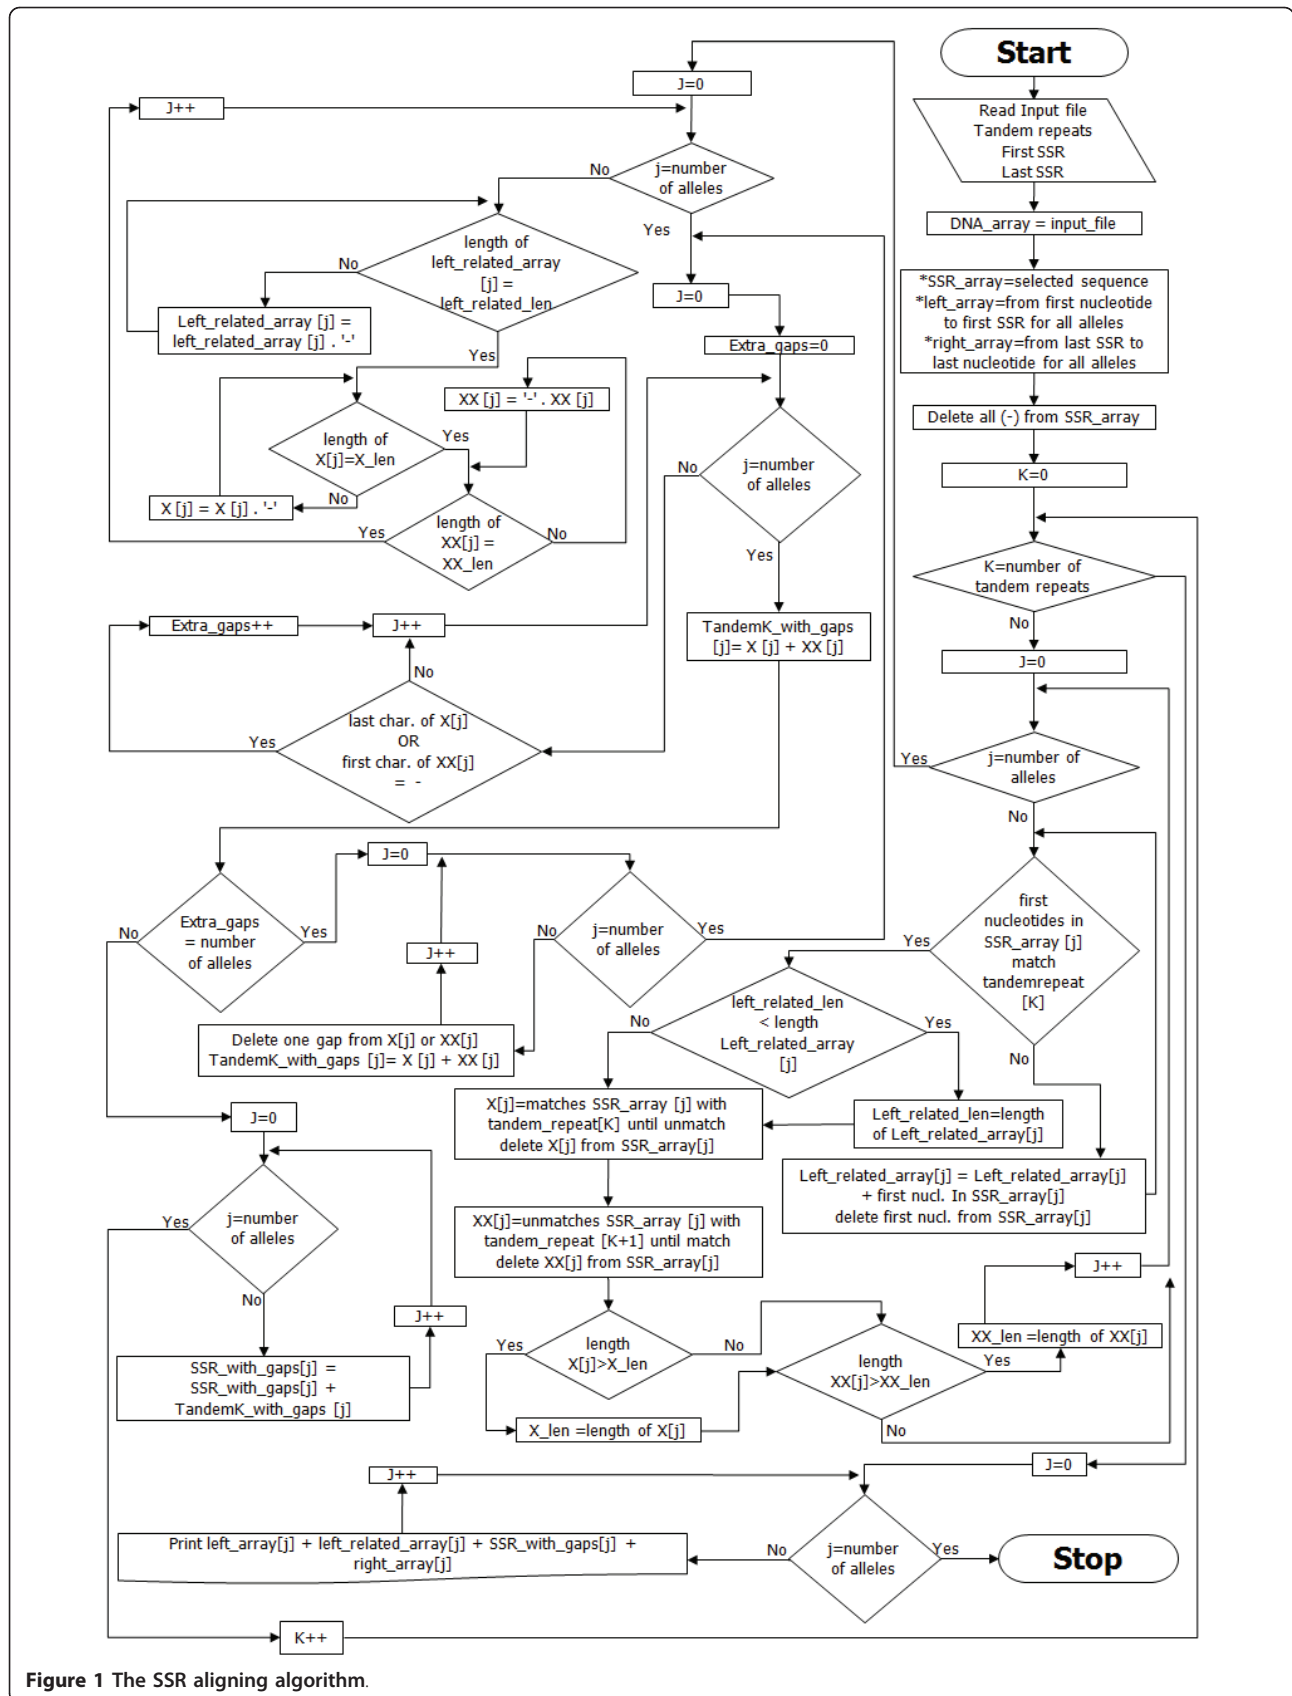 Start
Read Input file
Tandem repeats
First SSR
Last SSR
DNA_array = input_file
*SSR_array=selected sequence
*left_array=from first nucleotide
to first SSR for all alleles
*right_array=from last SSR to
last nucleotide for all alleles
Delete all (-) from SSR_array
K=0
K=number of
tandem repeats
No
J=0
j=number of
alleles
Yes
No
first
nucleotides in
SSR_array [j]
match
tandemrepeat
[K]
Yes
No
Left_related_array[j] = Left_related_array[j]
+ first nucl. In SSR_array[j]
delete first nucl. from SSR_array[j]
left_related_len
< length
Left_related_array
[j]
No
Yes
Left_related_len=length
of Left_related_array[j]
X[j]=matches SSR_array [j] with
tandem_repeat[K] until unmatch
delete X[j] from SSR_array[j]
XX[j]=unmatches SSR_array [j] with
tandem_repeat [K+1] until match
delete XX[j] from SSR_array[j]
length
X[j]>X_len
Yes
No
X_len =length of X[j]
length
XX[j]>XX_len
Yes
No
XX_len =length of XX[j]
J++
J=0
J++
j=number
of alleles
No
Yes
length of
left_related_array
[j] =
left_related_len
No
Yes
Left_related_array [j] =
left_related_array [j] . '-'
length of
X[j]=X_len
Yes
No
X [j] = X [j] . '-'
XX [j] = '-' . XX [j]
length of
XX[j] =
XX_len
Yes
No
J=0
Extra_gaps=0
j=number
of alleles
No
Yes
TandemK_with_gaps
[j]= X [j] + XX [j]
Extra_gaps++
J++
No
last char. of X[j]
OR
first char. of XX[j]
= -
Yes
Extra_gaps
= number
of alleles
No
Yes
J=0
J++
j=number
of alleles
No
Yes
Delete one gap from X[j] or XX[j]
TandemK_with_gaps [j]= X [j] + XX [j]
J=0
j=number
of alleles
Yes
No
J++
SSR_with_gaps[j] =
SSR_with_gaps[j] +
TandemK_with_gaps [j]
J=0
J++
j=number
of alleles
No
Yes
Print left_array[j] + left_related_array[j] + SSR_with_gaps[j] +
right_array[j]
Stop
K++
Figure 1 The SSR aligning algorithm.